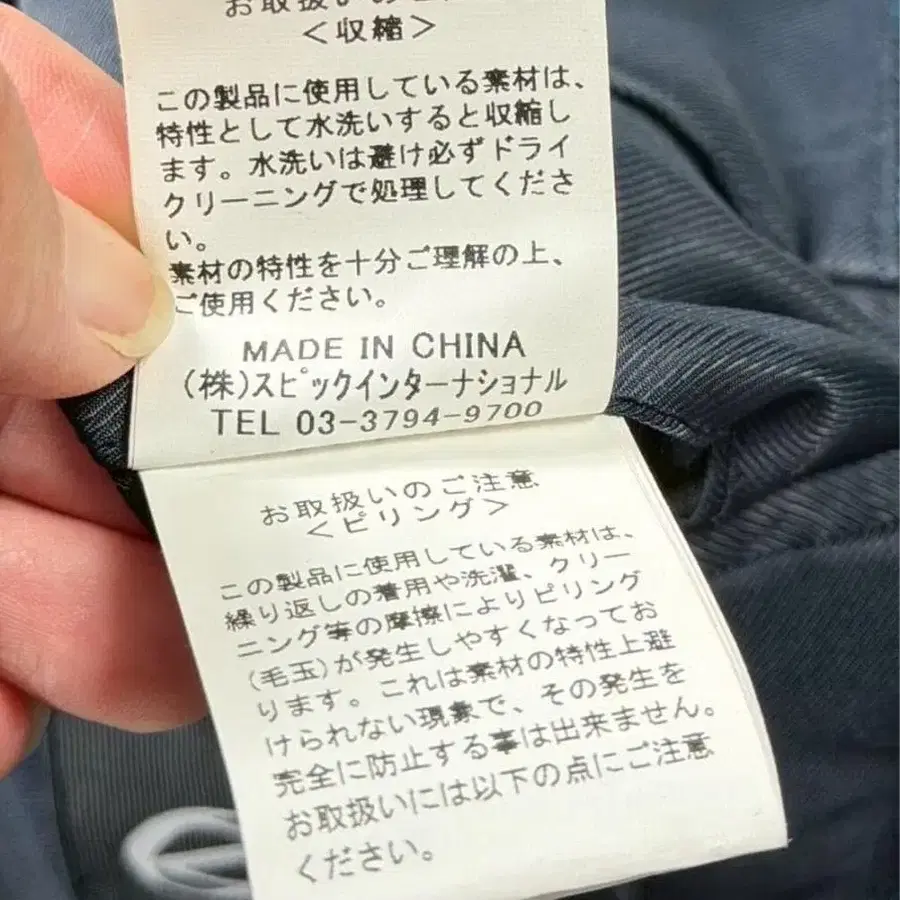 お取扱いのご注意
＜収縮＞
この製品に使用している素材は、
特性として水洗いすると収縮し
ます。水洗いは避け必ずドライ
クリーニングで処理してくださ
い。
素材の特性を十分ご理解の上、
ご使用ください。
MADE IN CHINA
(株)スピックインターナショナル
TEL 03-3794-9700
お取扱いのご注意
＜ピリング＞
この製品に使用している素材は、
繰り返しの着用や洗濯、クリー
ニング等の摩擦によりピリング
(毛玉)が発生しやすくなってお
ります。これは素材の特性上避
けられない現象で、その発生を
完全に防止する事は出来ません。
お取扱いには以下の点にご注意
ください。